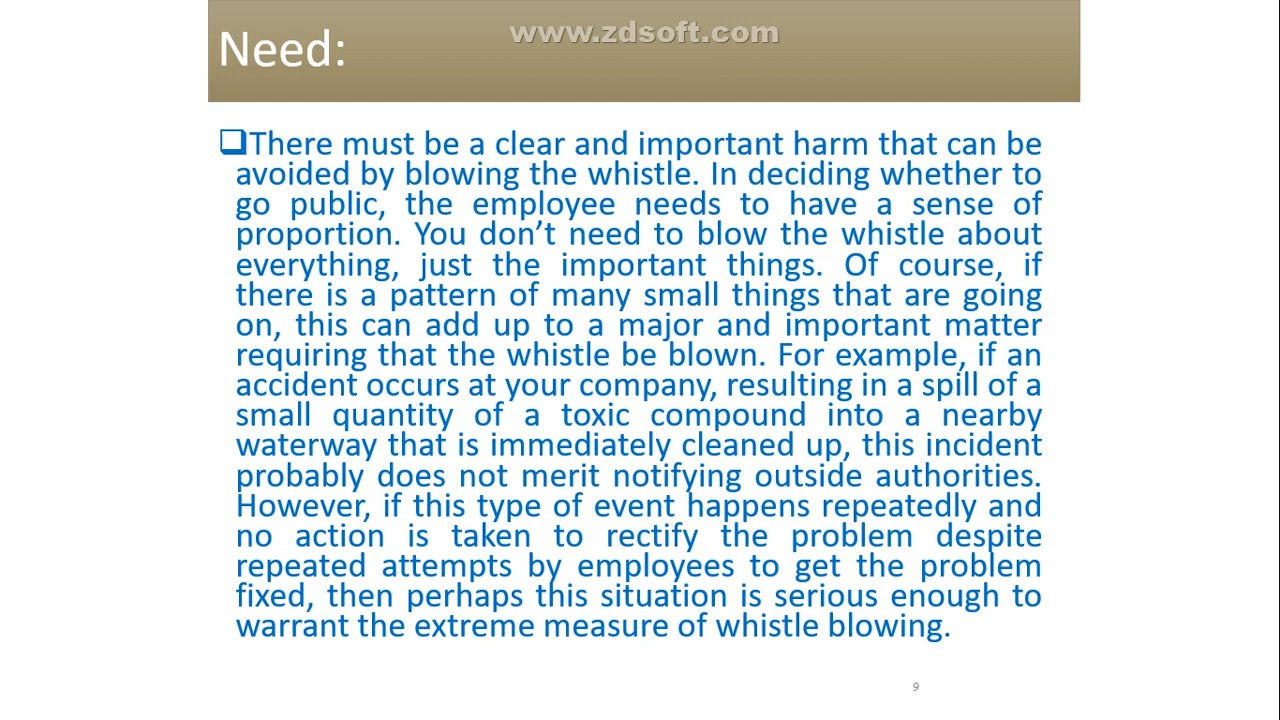 www.zdsoft.com
Need:
❑There must be a clear and important harm that can be
avoided by blowing the whistle. In deciding whether to
go public, the employee needs to have a sense of
proportion. You don’t need to blow the whistle about
everything, just the important things. Of course, if
there is a pattern of many small things that are going
on, this can add up to a major and important matter
requiring that the whistle be blown. For example, if an
accident occurs at your company, resulting in a spill of a
small quantity of a toxic compound into a nearby
waterway that is immediately cleaned up, this incident
probably does not merit notifying outside authorities.
However, if this type of event happens repeatedly and
no action is taken to rectify the problem despite
repeated attempts by employees to get the problem
fixed, then perhaps this situation is serious enough to
warrant the extreme measure of whistle blowing.
9